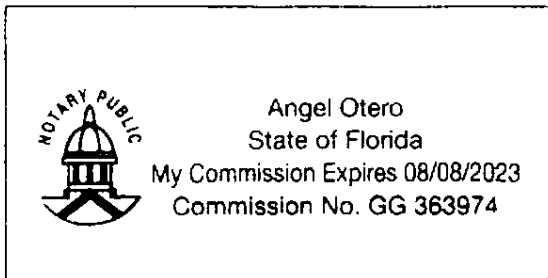 NOTARY PUBLIC
Angel Otero
State of Florida
My Commission Expires 08/08/2023
Commission No. GG 363974